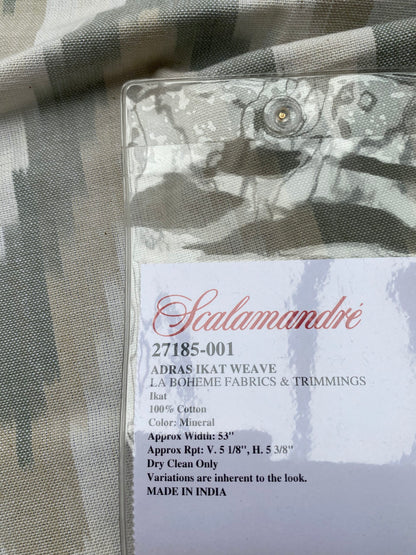 Scalamandré
27185-001
ADRAS IKAT WEAVE
LA BOHEME FABRICS & TRIMMINGS
Ikat
100% Cotton
Color: Mineral
Approx Width: 53"
Approx Rpt: V. 5 1/8", H. 5 3/8"
Dry Clean Only
Variations are inherent to the look.
MADE IN INDIA